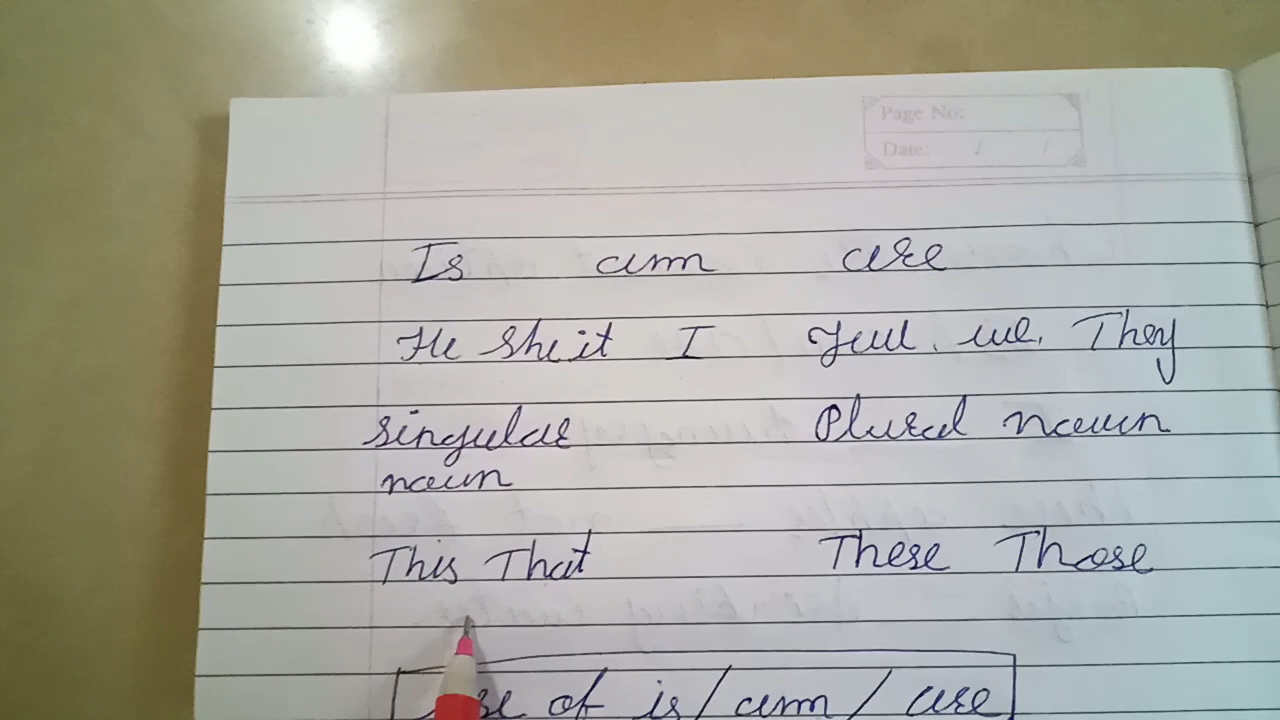 Page No:
Date: / /
Is am are
He She it I You. we. They
singular Plural noun
noun
This That These Those
of is/am/are